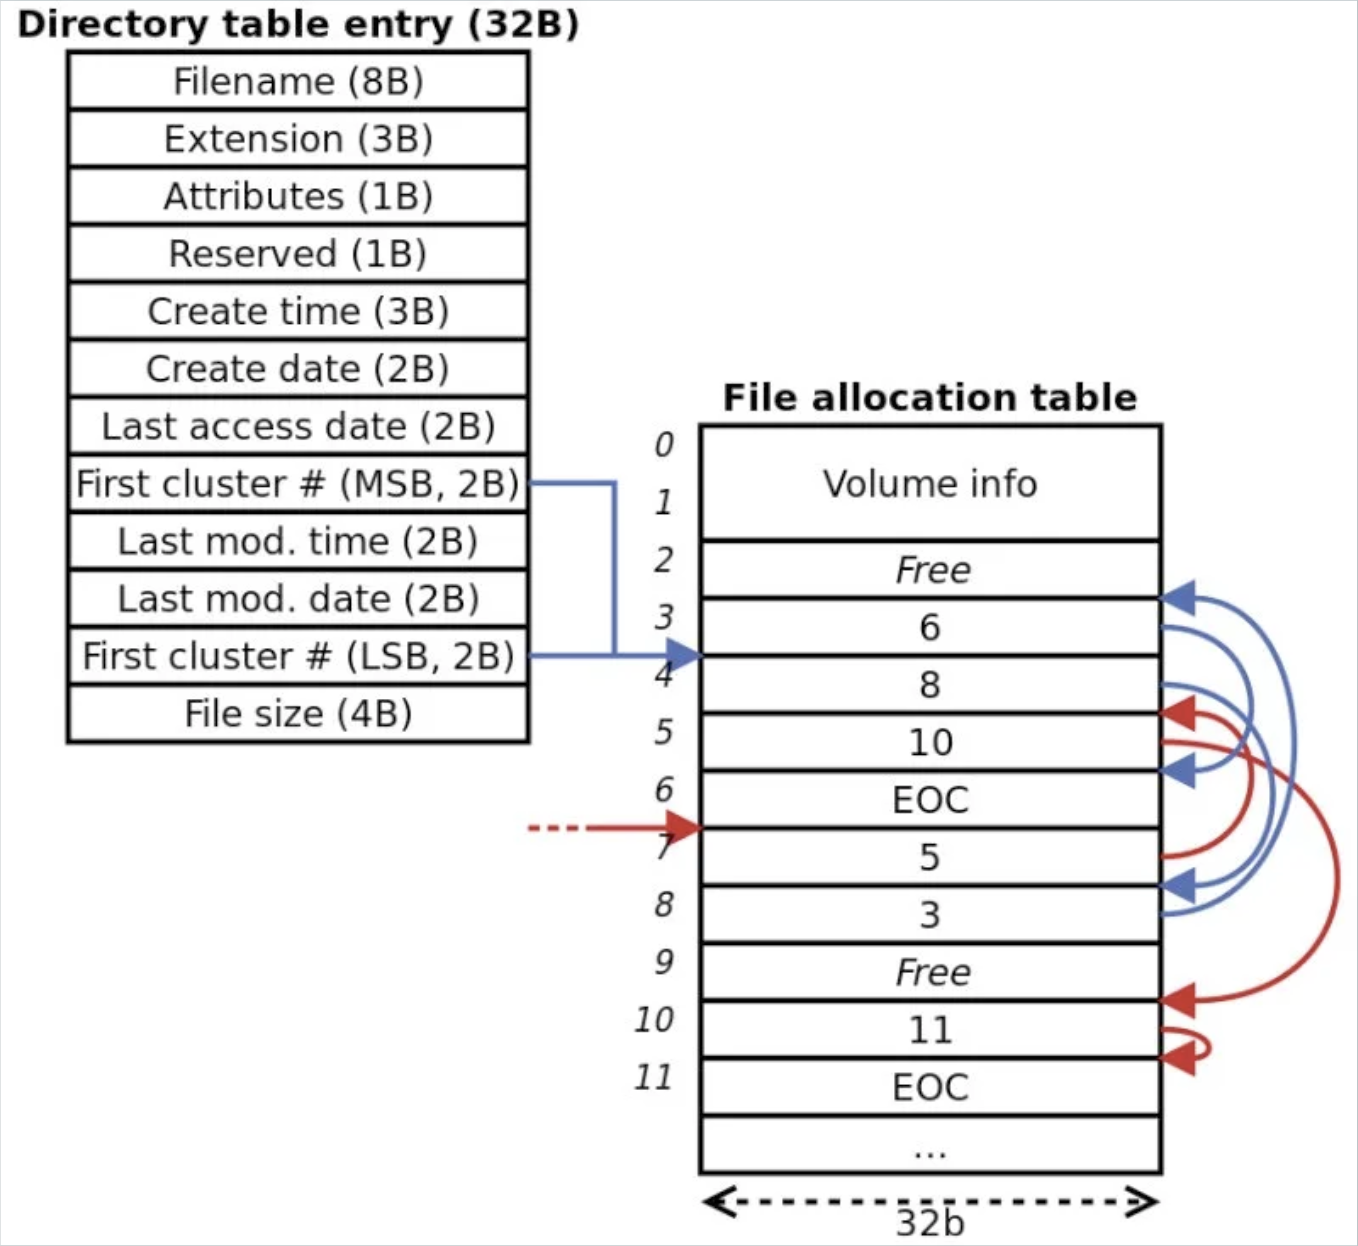 Directory table entry (32B)
Filename (8B)
Extension (3B)
Attributes (1B)
Reserved (1B)
Create time (3B)
Create date (2B)
Last access date (2B)
First cluster # (MSB, 2B)
Last mod. time (2B)
Last mod. date (2B)
First cluster # (LSB, 2B)
File size (4B)
File allocation table
0
Volume info
1
2
Free
3
6
4
8
5
10
6
EOC
7
5
8
3
9
Free
10
11
11
EOC
...
32b